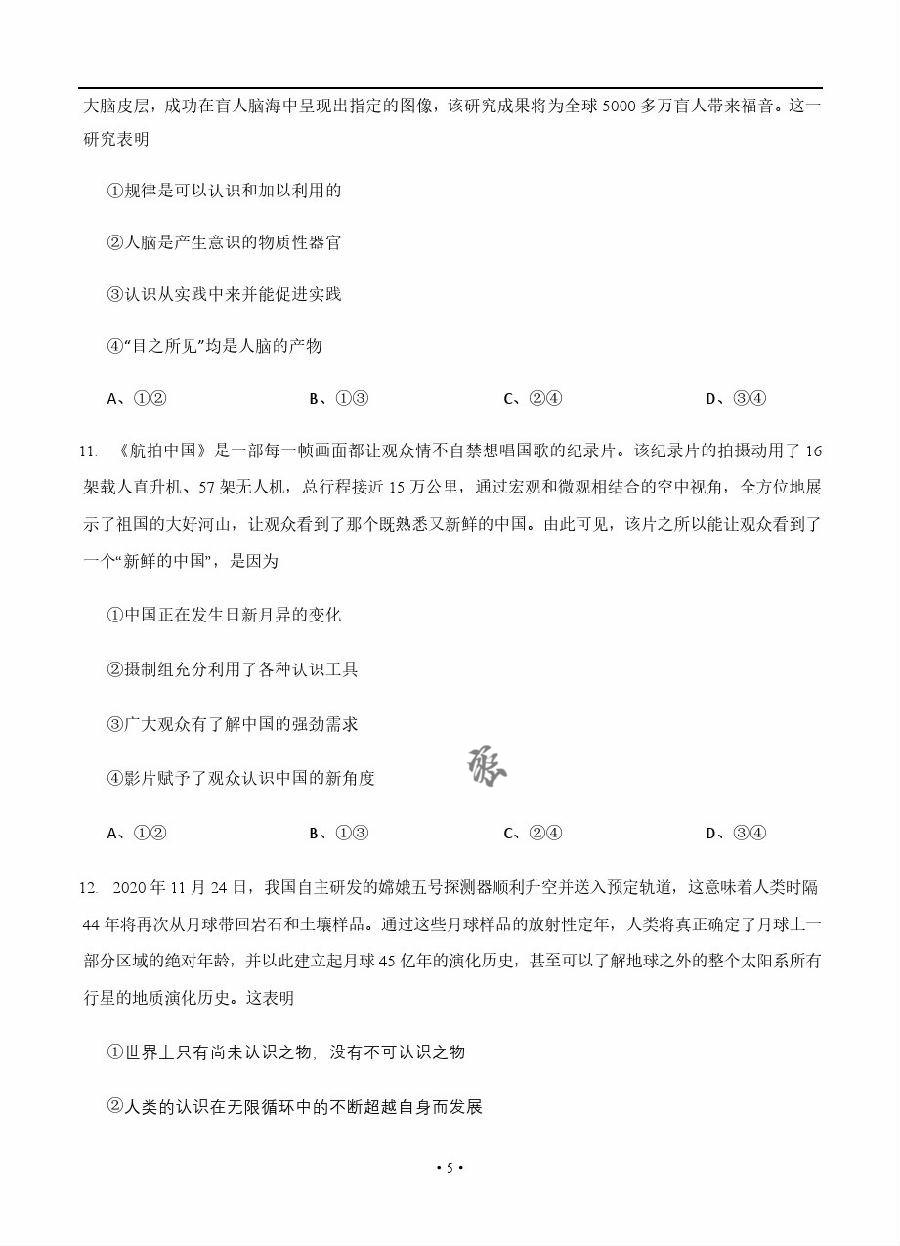 大脑皮层，成功在盲人脑海中呈现出指定的图像，该研究成果将为全球 5000 多万盲人带来福音。这一
研究表明
①规律是可以认识和加以利用的
②人脑是产生意识的物质性器官
③认识从实践中来并能促进实践
④“目之所见”均是人脑的产物
A、①② B、①③ C、②④ D、③④
11. 《航拍中国》是一部每一帧画面都让观众情不自禁想唱国歌的纪录片。该纪录片的拍摄动用了 16
架载人直升机、57 架无人机，总行程接近 15 万公里，通过宏观和微观相结合的空中视角，全方位地展
示了祖国的大好河山，让观众看到了那个既熟悉又新鲜的中国。由此可见，该片之所以能让观众看到了
一个“新鲜的中国”，是因为
①中国正在发生日新月异的变化
②摄制组充分利用了各种认识工具
③广大观众有了解中国的强劲需求
④影片赋予了观众认识中国的新角度
A、①② B、①③ C、②④ D、③④
12. 2020 年 11 月 24 日，我国自主研发的嫦娥五号探测器顺利升空并送入预定轨道，这意味着人类时隔
44 年将再次从月球带回岩石和土壤样品。通过这些月球样品的放射性定年，人类将真正确定了月球上一
部分区域的绝对年龄，并以此建立起月球 45 亿年的演化历史，甚至可以了解地球之外的整个太阳系所有
行星的地质演化历史。这表明
①世界上只有尚未认识之物，没有不可认识之物
②人类的认识在无限循环中的不断超越自身而发展
• 5 •